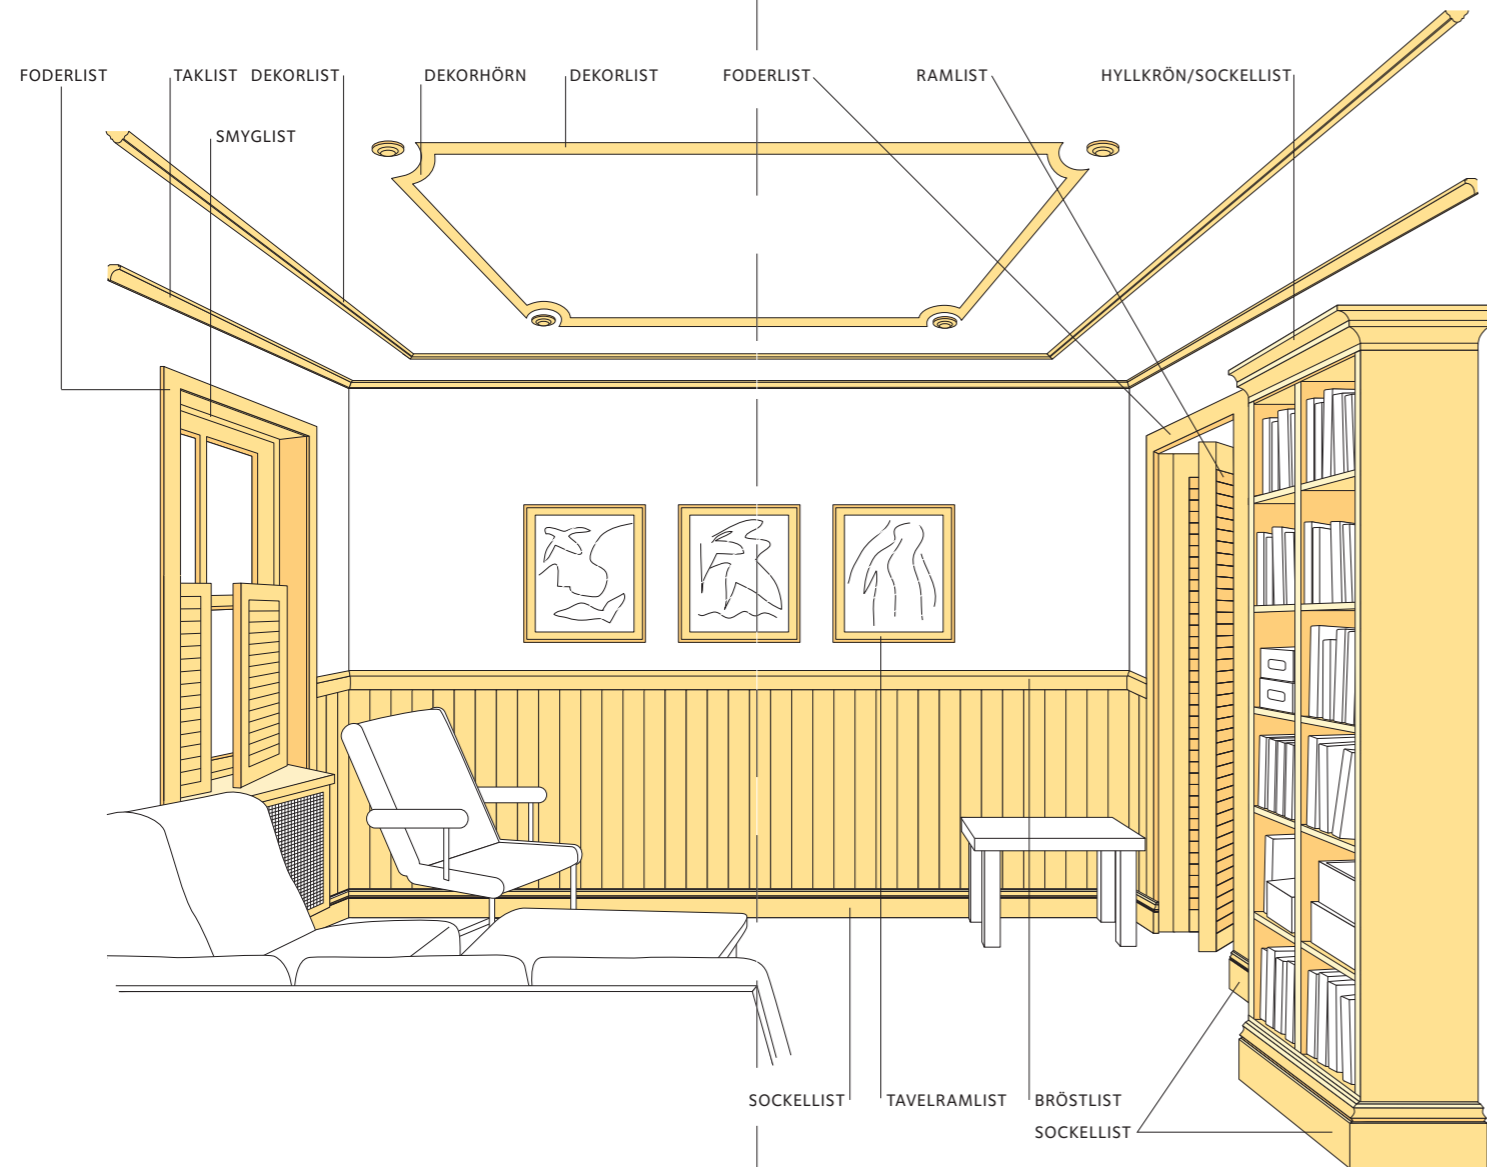 FODERLIST
TAKLIST
DEKORLIST
DEKORHÖRN
DEKORLIST
FODERLIST
RAMLIST
HYLLKRÖN/SOCKELLIST
SMYGLIST
SOCKELLIST
TAVELRAMLIST
BRÖSTLIST
SOCKELLIST